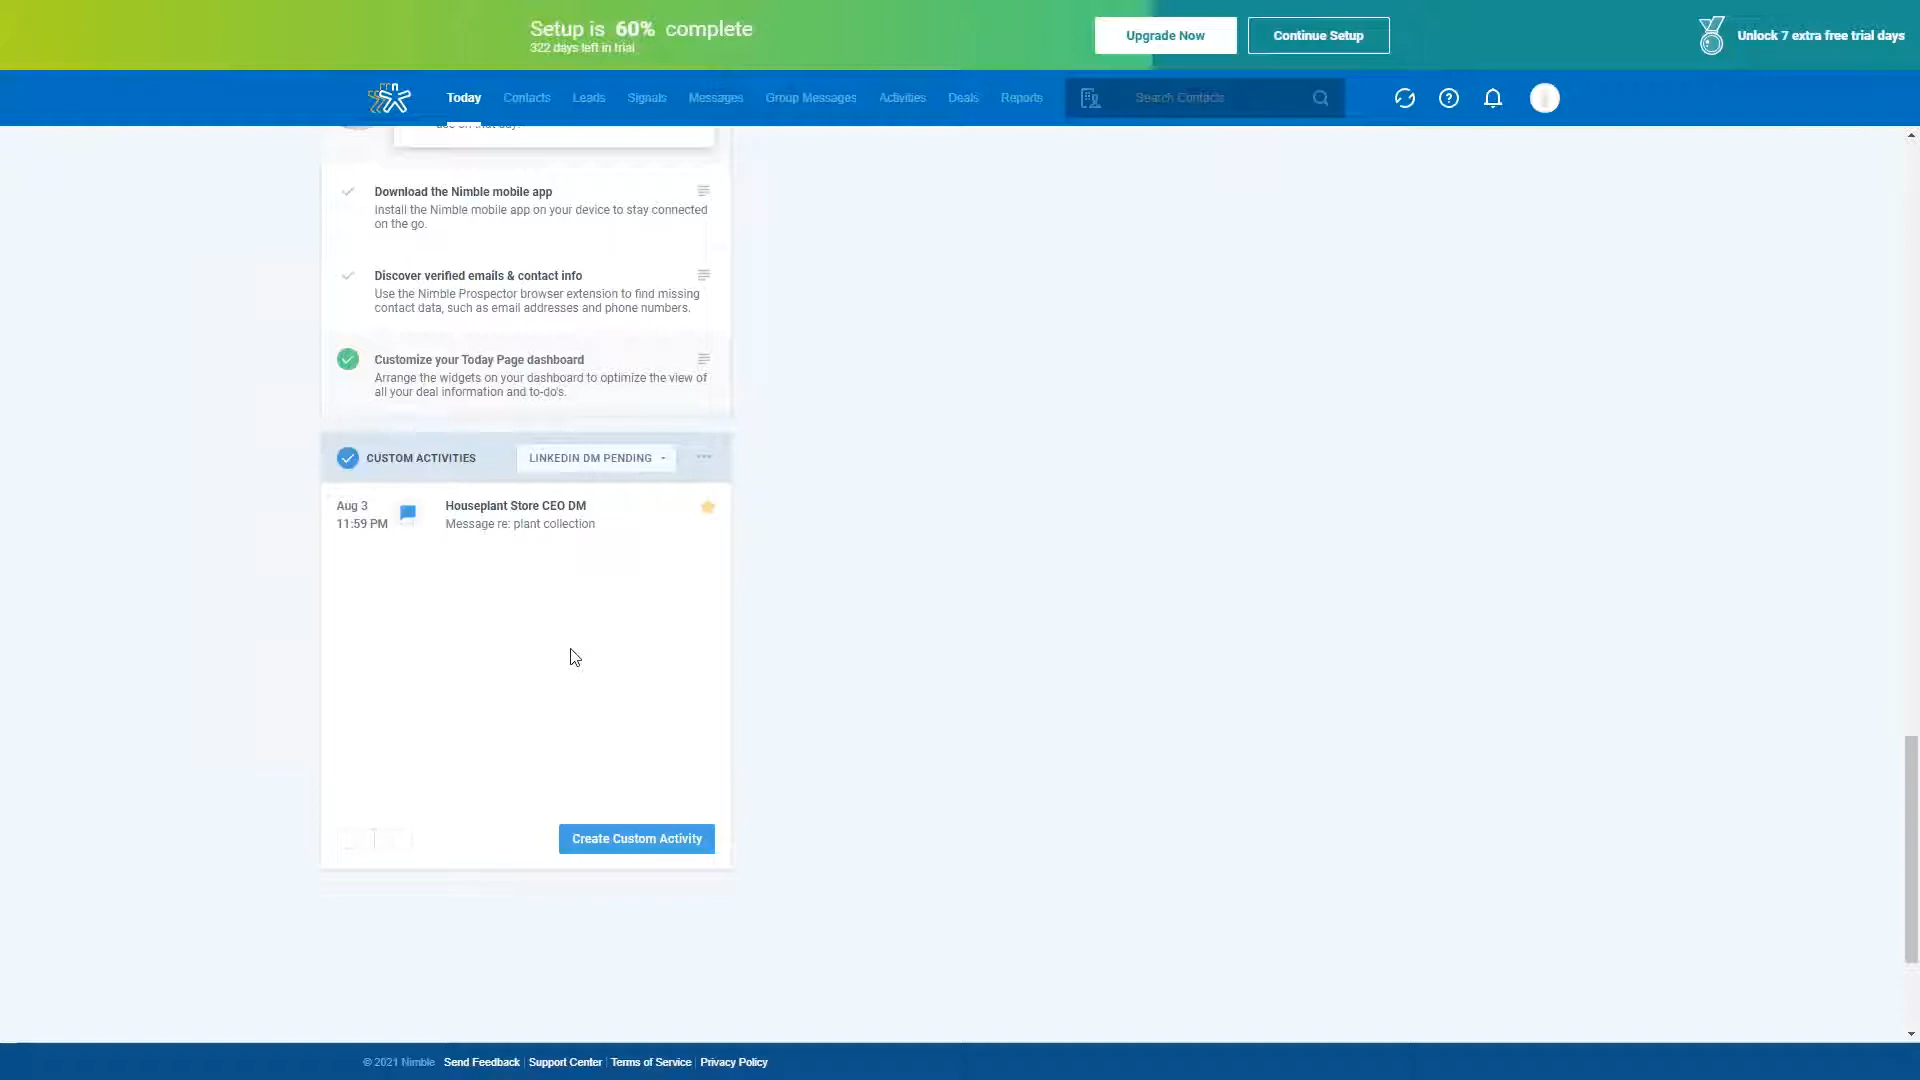 Setup is 60% complete
322 days left in trial
Upgrade Now
Continue Setup
Unlock 7 extra free trial days
Today
Contacts
Leads
Signals
Messages
Group Messages
Activities
Deals
Reports
Search Contacts
use on that day.
Download the Nimble mobile app
Install the Nimble mobile app on your device to stay connected
on the go.
Discover verified emails & contact info
Use the Nimble Prospector browser extension to find missing
contact data, such as email addresses and phone numbers.
Customize your Today Page dashboard
Arrange the widgets on your dashboard to optimize the view of
all your deal information and to-do's.
CUSTOM ACTIVITIES
LINKEDIN DM PENDING
Aug 3
11:59 PM
Houseplant Store CEO DM
Message re: plant collection
Create Custom Activity
© 2021 Nimble Send Feedback | Support Center | Terms of Service | Privacy Policy